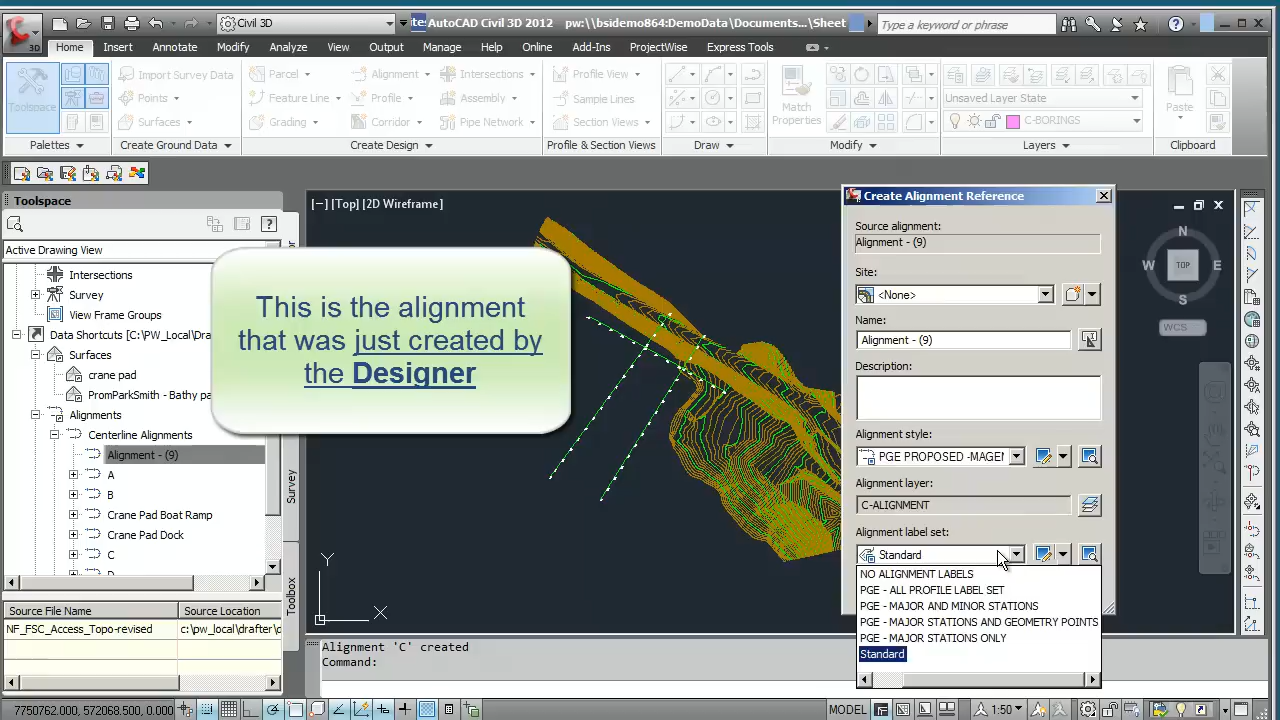 3D
Civil 3D
AutoCAD Civil 3D 2012
pw:\\bsidemo864:DemoData\Documents...\Sheet
Type a keyword or phrase
Home
Insert
Annotate
Modify
Analyze
View
Output
Manage
Help
Online
Add-Ins
ProjectWise
Express Tools
Toolspace
Import Survey Data
Points
Surfaces
Parcel
Feature Line
Grading
Alignment
Profile
Corridor
Intersections
Assembly
Pipe Network
Profile View
Sample Lines
Section Views
Match
Properties
Unsaved Layer State
C-BORINGS
Paste
Palettes
Create Ground Data
Create Design
Profile & Section Views
Draw
Modify
Layers
Clipboard
Toolspace
Active Drawing View
Intersections
Survey
View Frame Groups
Data Shortcuts [C:\PW_Local\Draf
Surfaces
crane pad
PromParkSmith - Bathy pa
Alignments
Centerline Alignments
Alignment - (9)
A
B
Crane Pad Boat Ramp
Crane Pad Dock
C
Survey
Toolbox
Source File Name
Source Location
NF_FSC_Access_Topo-revised
c:\pw_local\drafter\d
[−] [Top] [2D Wireframe]
This is the alignment
that was just created by
the Designer
Y
X
N
W
TOP
E
S
WCS
Create Alignment Reference
Source alignment:
Alignment - (9)
Site:
<None>
Name:
Alignment - (9)
Description:
Alignment style:
PGE PROPOSED -MAGEN
Alignment layer:
C-ALIGNMENT
Alignment label set:
Standard
NO ALIGNMENT LABELS
PGE - ALL PROFILE LABEL SET
PGE - MAJOR AND MINOR STATIONS
PGE - MAJOR STATIONS AND GEOMETRY POINTS
PGE - MAJOR STATIONS ONLY
Standard
Alignment 'C' created
Command:
7750762.000, 572068.500, 0.000
MODEL
1:50